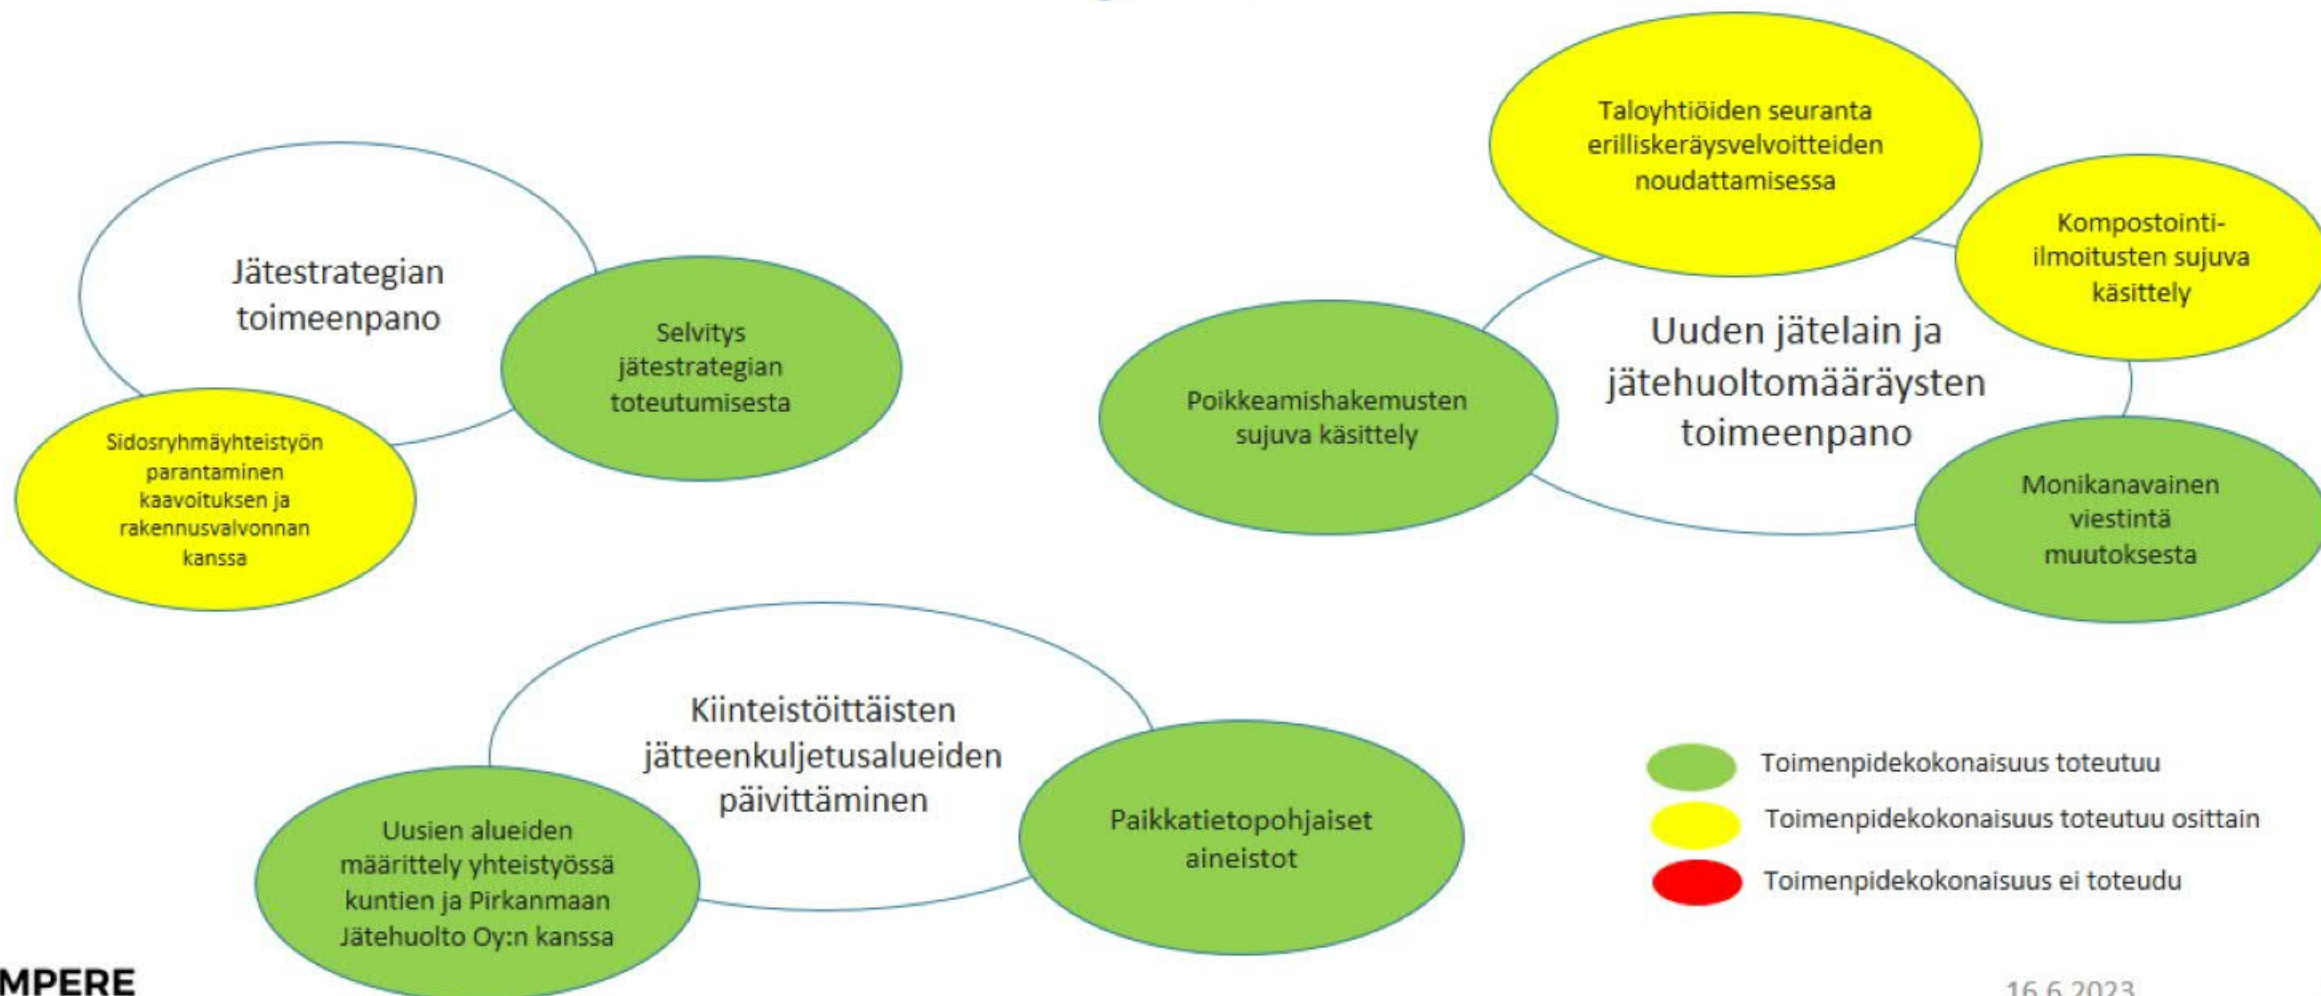 Jätestrategian
toimeenpano
Selvitys
jätestrategian
toteutumisesta
Sidosryhmäyhteistyön
parantaminen
kaavoituksen ja
rakennusvalvonnan
kanssa
Taloyhtiöiden seuranta
erilliskeräysvelvoitteiden
noudattamisessa
Kompostointi-
ilmoitusten sujuva
käsittely
Uuden jätelain ja
jätehuoltomääräysten
toimeenpano
Poikkeamishakemusten
sujuva käsittely
Monikanavainen
viestintä
muutoksesta
Kiinteistöittäisten
jätteenkuljetusalueiden
päivittäminen
Uusien alueiden
määrittely yhteistyössä
kuntien ja Pirkanmaan
Jätehuolto Oy:n kanssa
Paikkatietopohjaiset
aineistot
Toimenpidekokonaisuus toteutuu
Toimenpidekokonaisuus toteutuu osittain
Toimenpidekokonaisuus ei toteudu
MPERE
16.6.2023